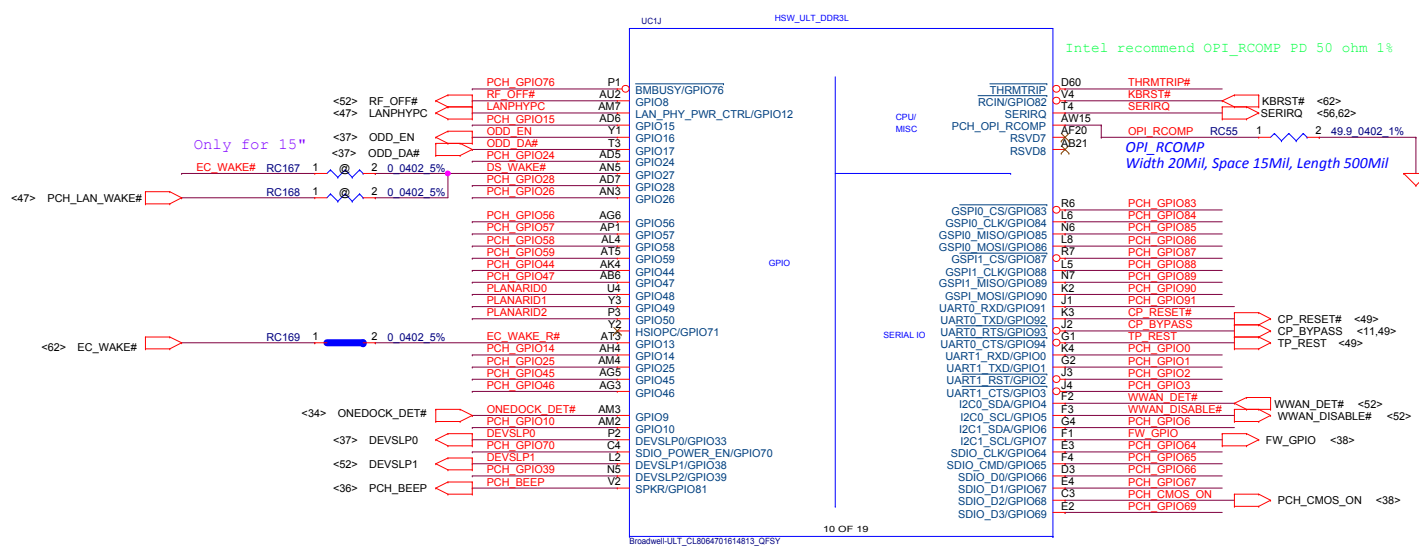 UC1J
HSW_ULT_DDR3L
Intel recommend OPI_RCOMP PD 50 ohm 1%
PCH_GPIO76 P1 BMBUSY/GPIO76
<52> RF_OFF# RF_OFF# AU2 GPIO8
<47> LANPHYPC LANPHYPC AM7 LAN_PHY_PWR_CTRL/GPIO12
PCH_GPIO15 AD6 GPIO15
<37> ODD_EN ODD_EN Y1 GPIO16
Only for 15"
<37> ODD_DA# ODD_DA# T3 GPIO17
PCH_GPIO24 AD5 GPIO24
EC_WAKE# RC167 1 @ 2 0_0402_5% DS_WAKE# AN5 GPIO27
PCH_GPIO28 AD7 GPIO28
<47> PCH_LAN_WAKE# RC168 1 @ 2 0_0402_5% PCH_GPIO26 AN3 GPIO26
PCH_GPIO56 AG6 GPIO56
PCH_GPIO57 AP1 GPIO57
PCH_GPIO58 AL4 GPIO58
PCH_GPIO59 AT5 GPIO59
PCH_GPIO44 AK4 GPIO44
PCH_GPIO47 AB6 GPIO47
PLANARID0 U4 GPIO48
PLANARID1 Y3 GPIO49
PLANARID2 P3 GPIO50
Y2 HSIOPC/GPIO71
<62> EC_WAKE# RC169 1 2 0_0402_5% EC_WAKE_R# AT3 GPIO13
PCH_GPIO14 AH4 GPIO14
PCH_GPIO25 AM4 GPIO25
PCH_GPIO45 AG5 GPIO45
PCH_GPIO46 AG3 GPIO46
<34> ONEDOCK_DET# ONEDOCK_DET# AM3 GPIO9
PCH_GPIO10 AM2 GPIO10
<37> DEVSLP0 DEVSLP0 P2 DEVSLP0/GPIO33
PCH_GPIO70 C4 SDIO_POWER_EN/GPIO70
<52> DEVSLP1 DEVSLP1 L2 DEVSLP1/GPIO38
PCH_GPIO39 N5 DEVSLP2/GPIO39
<36> PCH_BEEP PCH_BEEP V2 SPKR/GPIO81
CPU/
MISC
GPIO
SERIAL IO
THRMTRIP D60 THRMTRIP#
RCIN/GPIO82 V4 KBRST# KBRST# <62>
SERIRQ T4 SERIRQ SERIRQ <56,62>
PCH_OPI_RCOMP AW15 OPI_RCOMP RC55 1 2 49.9_0402_1%
RSVD7 AF20
RSVD8 AB21
OPI_RCOMP
Width 20Mil, Space 15Mil, Length 500Mil
GSPI0_CS/GPIO83 R6 PCH_GPIO83
GSPI0_CLK/GPIO84 L6 PCH_GPIO84
GSPI0_MISO/GPIO85 N6 PCH_GPIO85
GSPI0_MOSI/GPIO86 L8 PCH_GPIO86
GSPI1_CS/GPIO87 R7 PCH_GPIO87
GSPI1_CLK/GPIO88 L5 PCH_GPIO88
GSPI1_MISO/GPIO89 N7 PCH_GPIO89
GSPI_MOSI/GPIO90 K2 PCH_GPIO90
UART0_RXD/GPIO91 J1 PCH_GPIO91
UART0_TXD/GPIO92 K3 CP_RESET# CP_RESET# <49>
UART0_RTS/GPIO93 J2 CP_BYPASS CP_BYPASS <11,49>
UART0_CTS/GPIO94 G1 TP_REST TP_REST <49>
UART1_RXD/GPIO0 K4 PCH_GPIO0
UART1_TXD/GPIO1 G2 PCH_GPIO1
UART1_RST/GPIO2 J3 PCH_GPIO2
UART1_CTS/GPIO3 J4 PCH_GPIO3
I2C0_SDA/GPIO4 F2 WWAN_DET# WWAN_DET# <52>
I2C0_SCL/GPIO5 F3 WWAN_DISABLE# WWAN_DISABLE# <52>
I2C1_SDA/GPIO6 G4 PCH_GPIO6
I2C1_SCL/GPIO7 F1 FW_GPIO FW_GPIO <38>
SDIO_CLK/GPIO64 E3 PCH_GPIO64
SDIO_CMD/GPIO65 F4 PCH_GPIO65
SDIO_D0/GPIO66 D3 PCH_GPIO66
SDIO_D1/GPIO67 E4 PCH_GPIO67
SDIO_D2/GPIO68 C3 PCH_CMOS_ON PCH_CMOS_ON <38>
SDIO_D3/GPIO69 E2 PCH_GPIO69
10 OF 19
Broadwell-ULT_CL8064701614813_QFSY